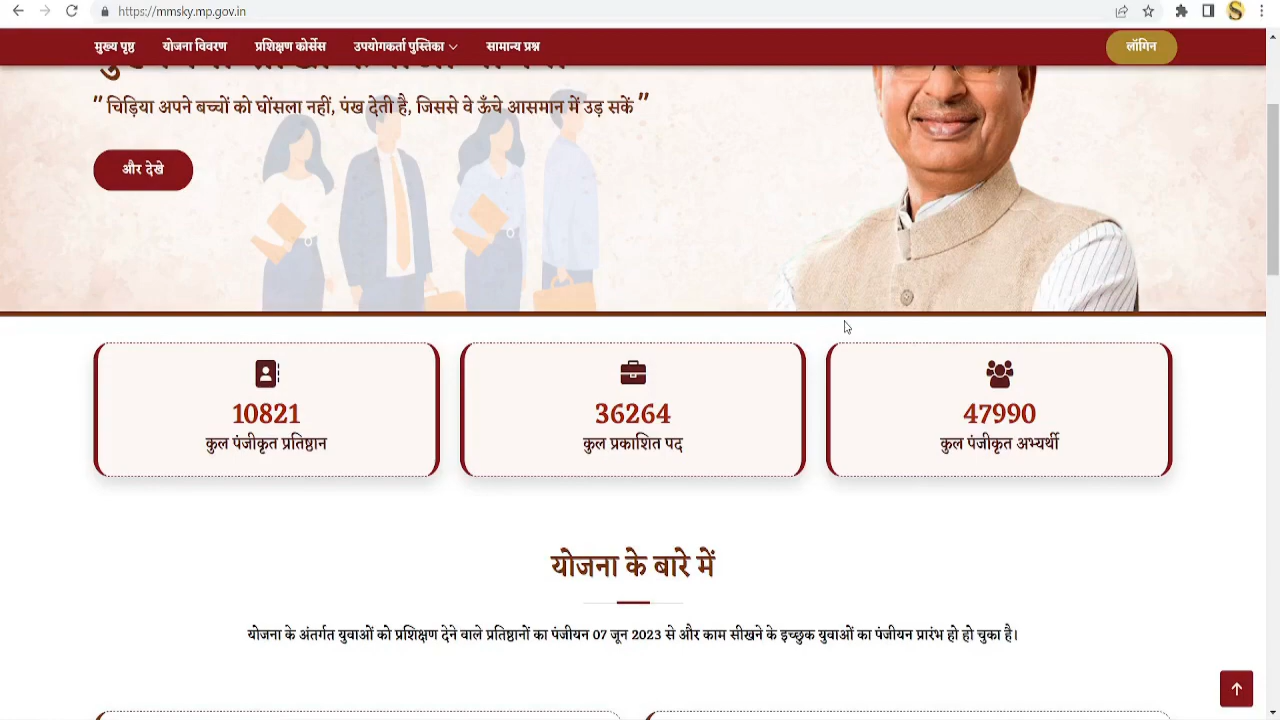 https://mmsky.mp.gov.in
मुख्य पृष्ठ योजना विवरण प्रशिक्षण कोर्सेस उपयोगकर्ता पुस्तिका सामान्य प्रश्न लॉगिन
" चिड़िया अपने बच्चों को घोंसला नहीं, पंख देती है, जिससे वे ऊँचे आसमान में उड़ सकें "
और देखे
10821 36264 47990
कुल पंजीकृत प्रतिष्ठान कुल प्रकाशित पद कुल पंजीकृत अभ्यर्थी
योजना के बारे में
योजना के अंतर्गत युवाओं को प्रशिक्षण देने वाले प्रतिष्ठानों का पंजीयन 07 जून 2023 से और काम सीखने के इच्छुक युवाओं का पंजीयन प्रारंभ हो हो चुका है।